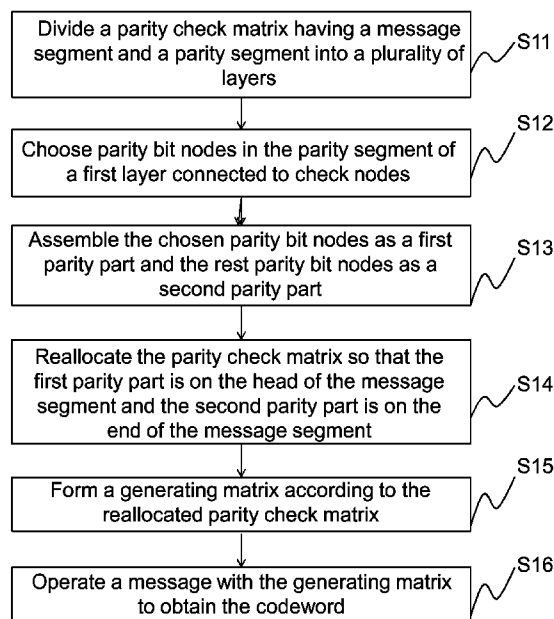 Divide a parity check matrix having a message
segment and a parity segment into a plurality of
layers
S11
Choose parity bit nodes in the parity segment of
a first layer connected to check nodes
S12
Assemble the chosen parity bit nodes as a first
parity part and the rest parity bit nodes as a
second parity part
S13
Reallocate the parity check matrix so that the
first parity part is on the head of the message
segment and the second parity part is on the
end of the message segment
S14
Form a generating matrix according to the
reallocated parity check matrix
S15
Operate a message with the generating matrix
to obtain the codeword
S16